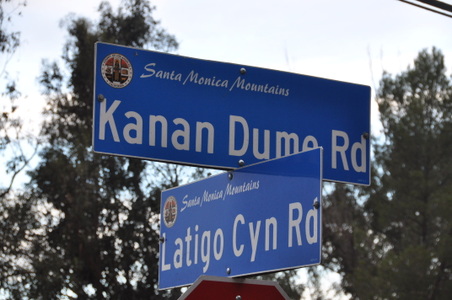 Santa Monica Mountains
Kanan Dume Rd
Santa Monica Mountains
Latigo Cyn Rd